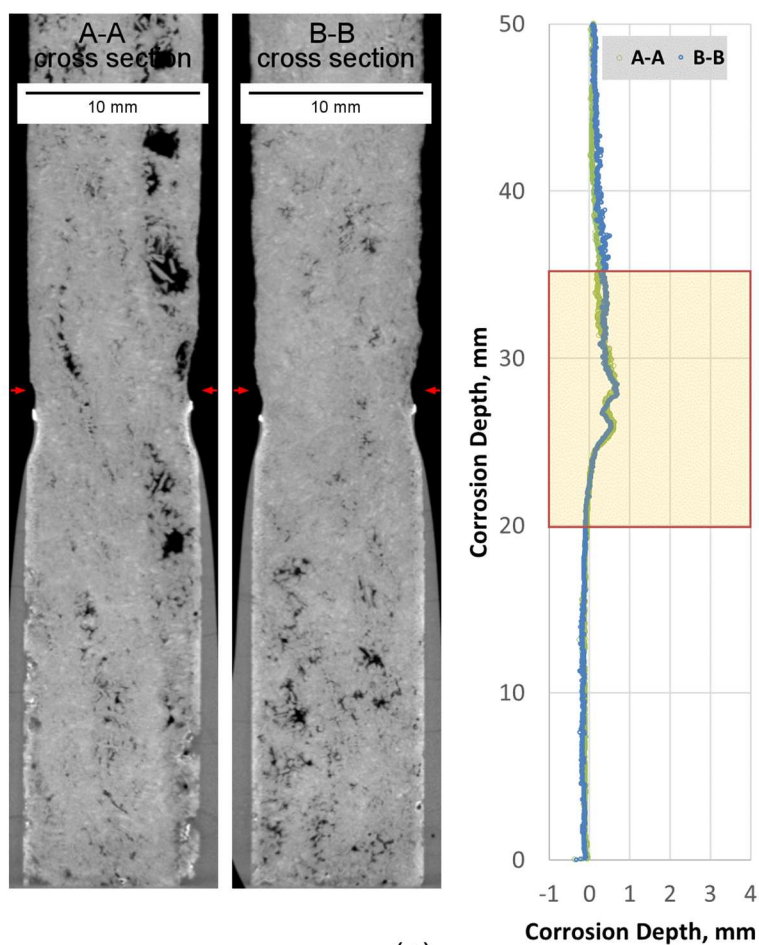 A-A
cross section
10 mm
B-B
cross section
10 mm
A-A
B-B
Corrosion Depth, mm
50
40
30
20
10
0
-1 0 1 2 3 4
Corrosion Depth, mm